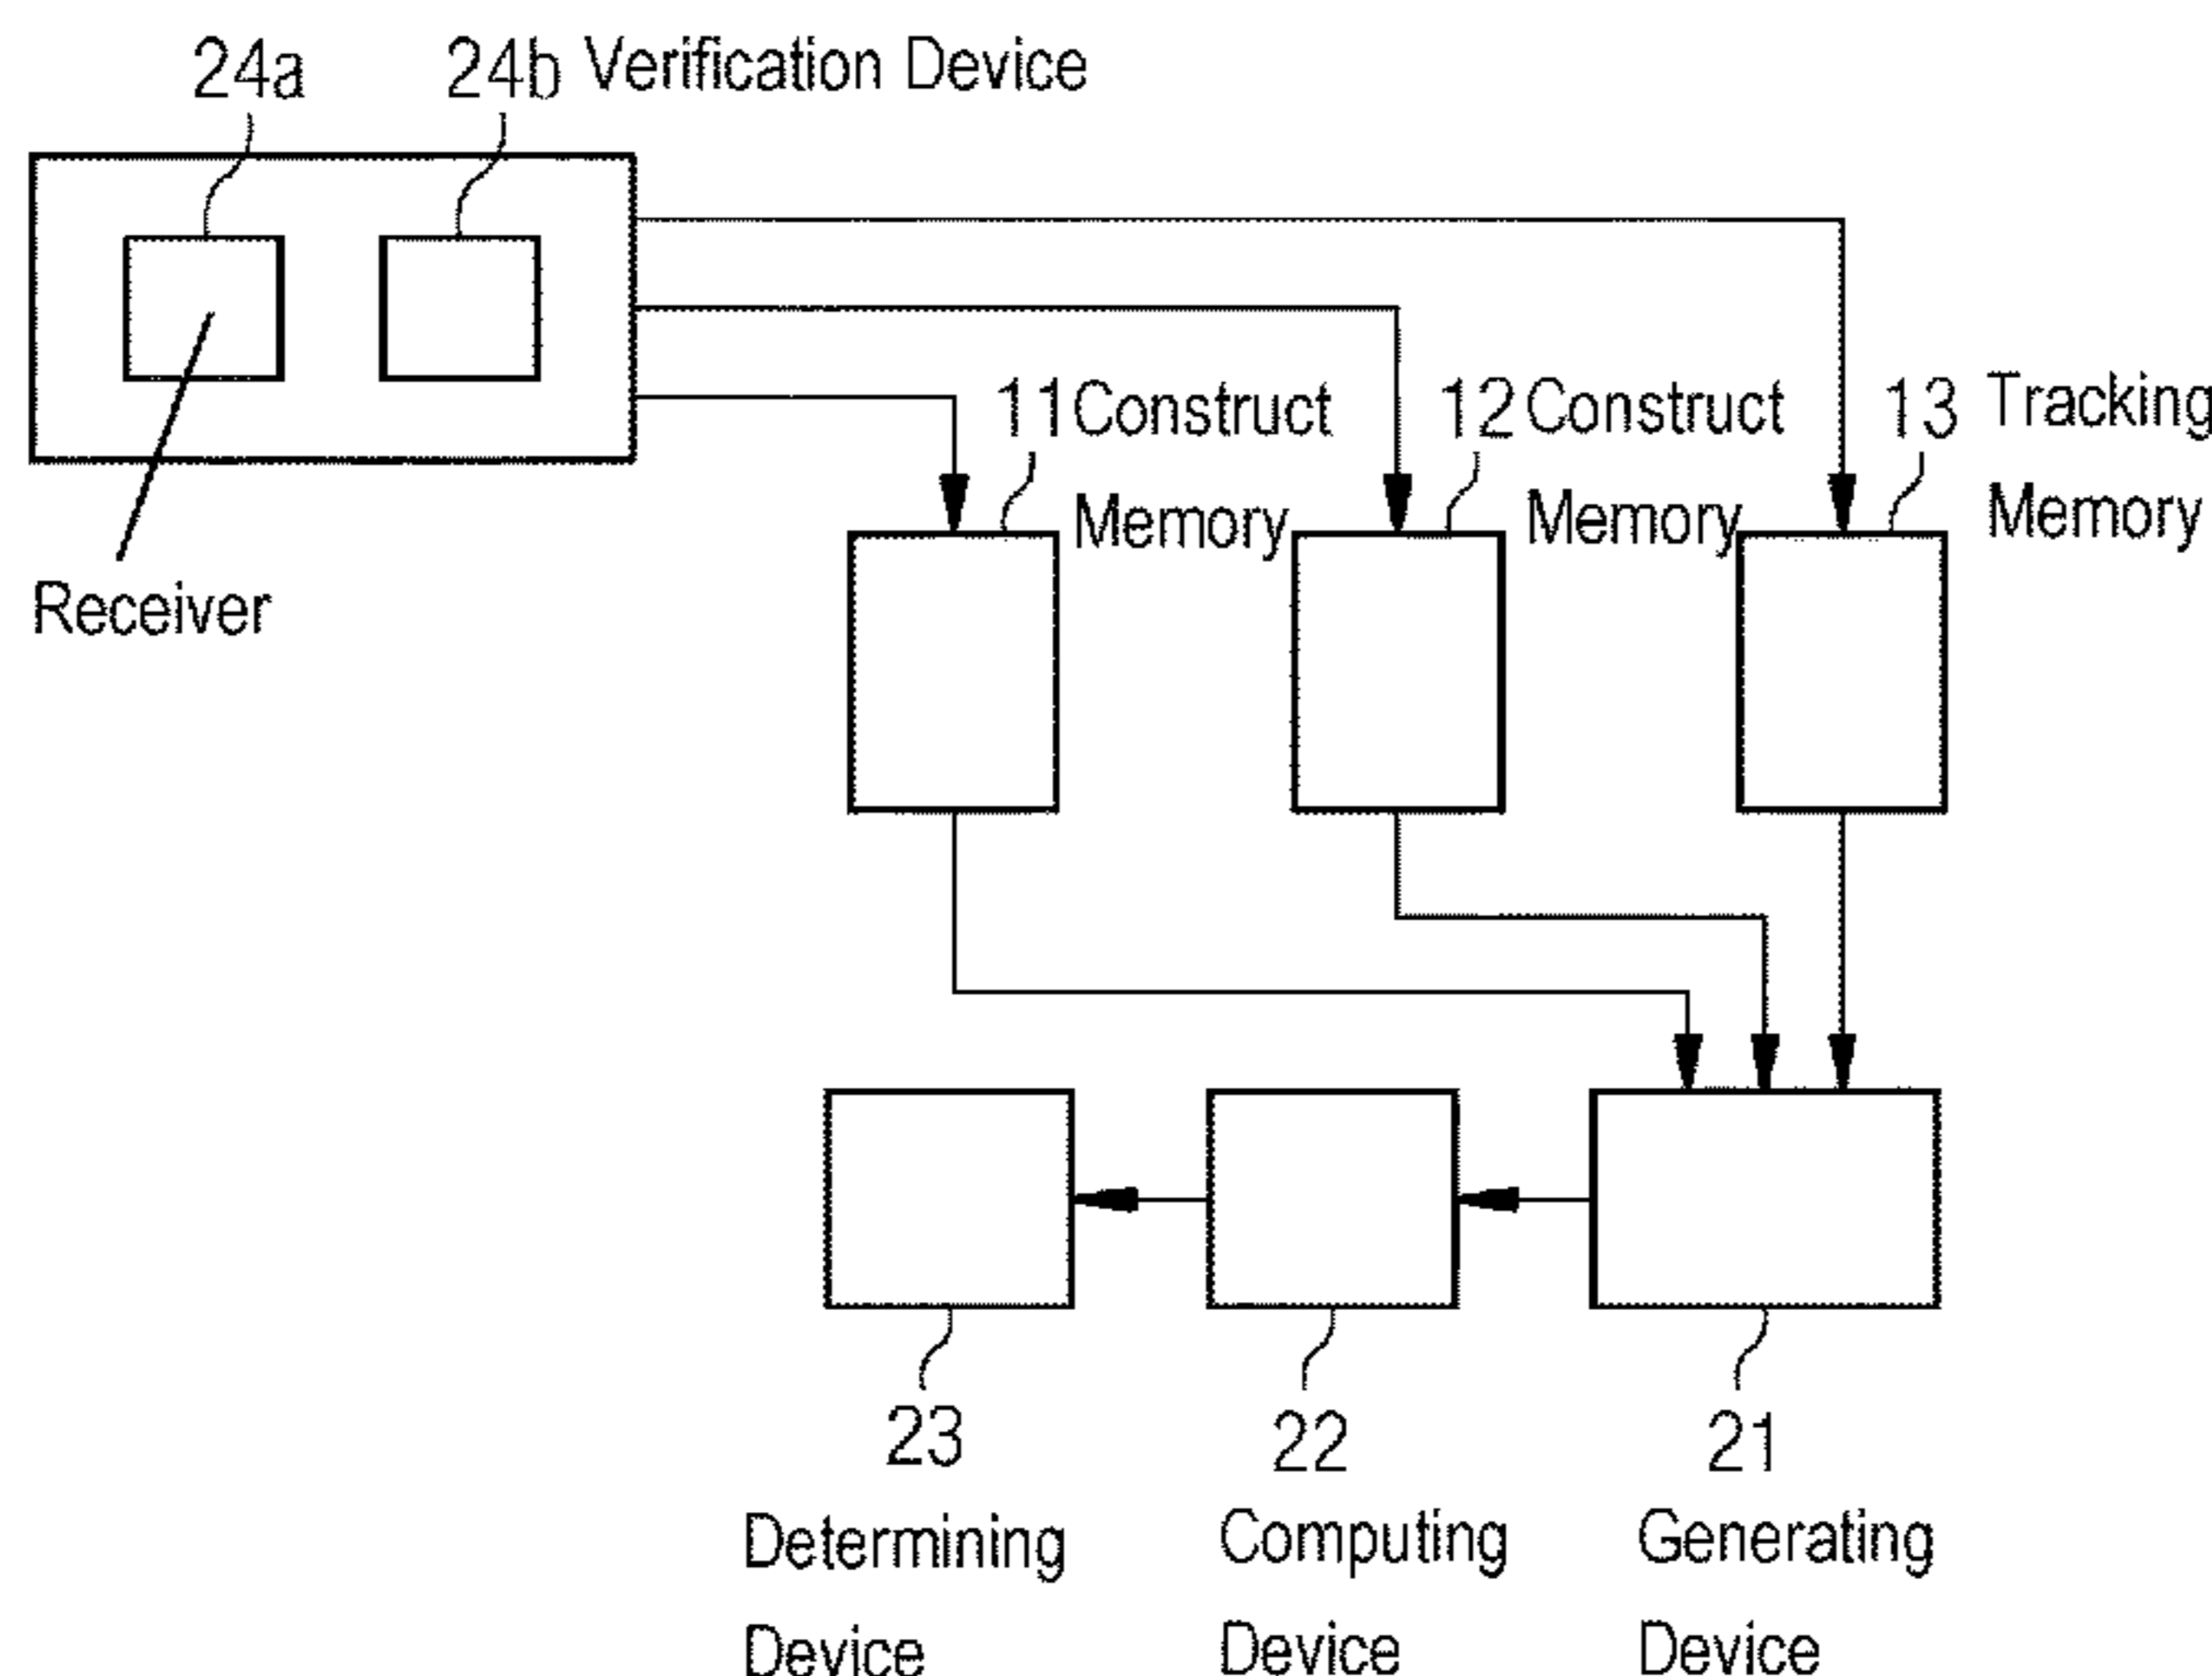 24a
24b Verification Device
11 Construct
Memory
12 Construct
Memory
13 Tracking
Memory
Receiver
23
Determining
Device
22
Computing
Device
21
Generating
Device